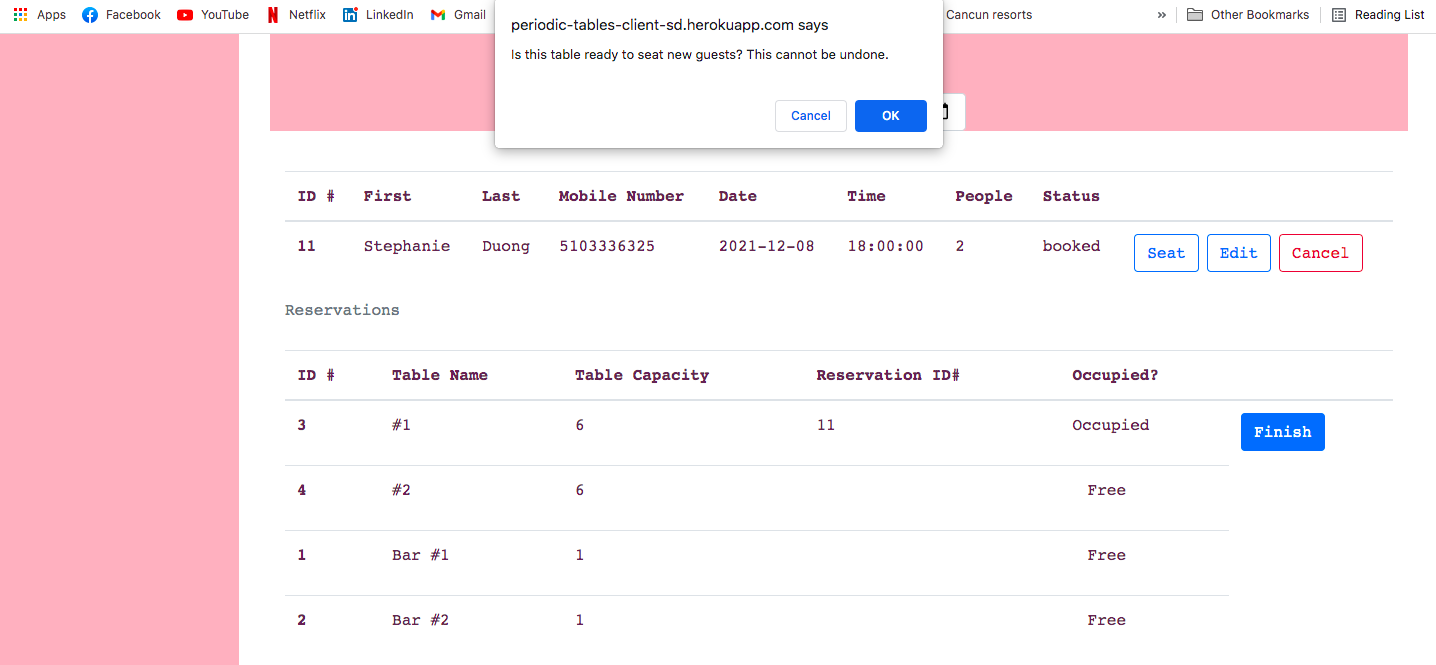 Apps Facebook YouTube Netflix LinkedIn Gmail Cancun resorts » Other Bookmarks Reading List
periodic-tables-client-sd.herokuapp.com says
Is this table ready to seat new guests? This cannot be undone.
Cancel OK
ID # First Last Mobile Number Date Time People Status
11 Stephanie Duong 5103336325 2021-12-08 18:00:00 2 booked Seat Edit Cancel
Reservations
ID # Table Name Table Capacity Reservation ID# Occupied?
3 #1 6 11 Occupied Finish
4 #2 6 Free
1 Bar #1 1 Free
2 Bar #2 1 Free